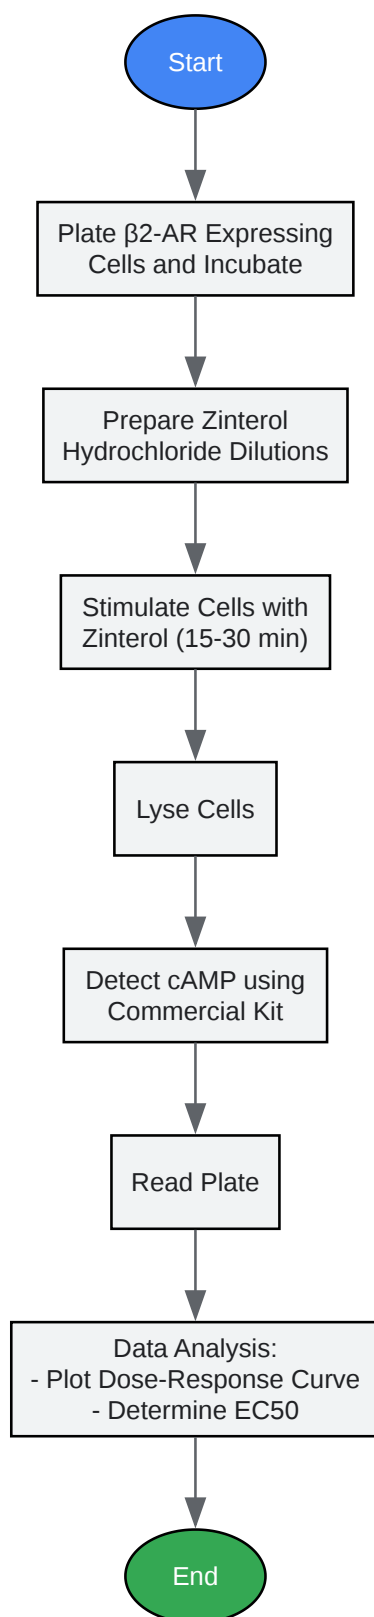 Start
Plate β2-AR Expressing
Cells and Incubate
Prepare Zinterol
Hydrochloride Dilutions
Stimulate Cells with
Zinterol (15-30 min)
Lyse Cells
Detect cAMP using
Commercial Kit
Read Plate
Data Analysis:
- Plot Dose-Response Curve
- Determine EC50
End